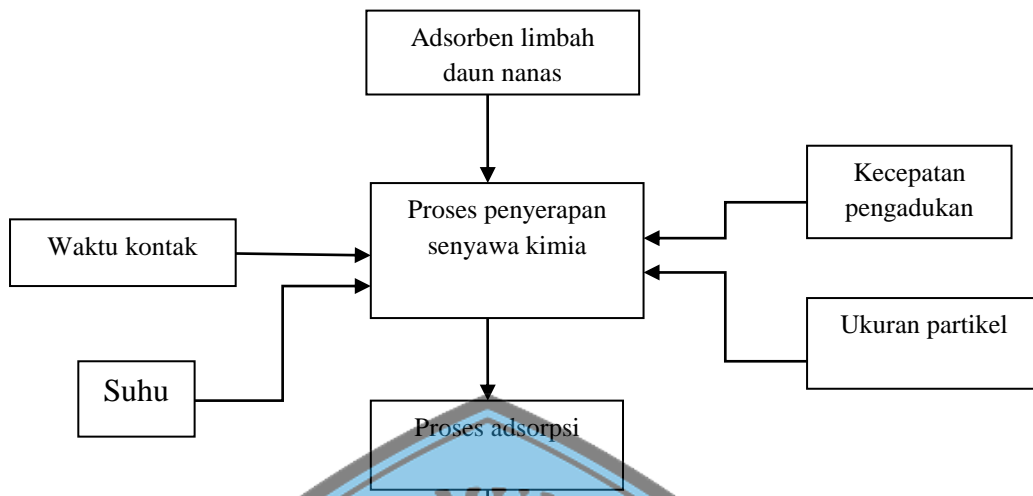 Adsorben limbah
daun nanas
Kecepatan
pengadukan
Proses penyerapan
senyawa kimia
Waktu kontak
Ukuran partikel
Suhu
Proses adsorpsi